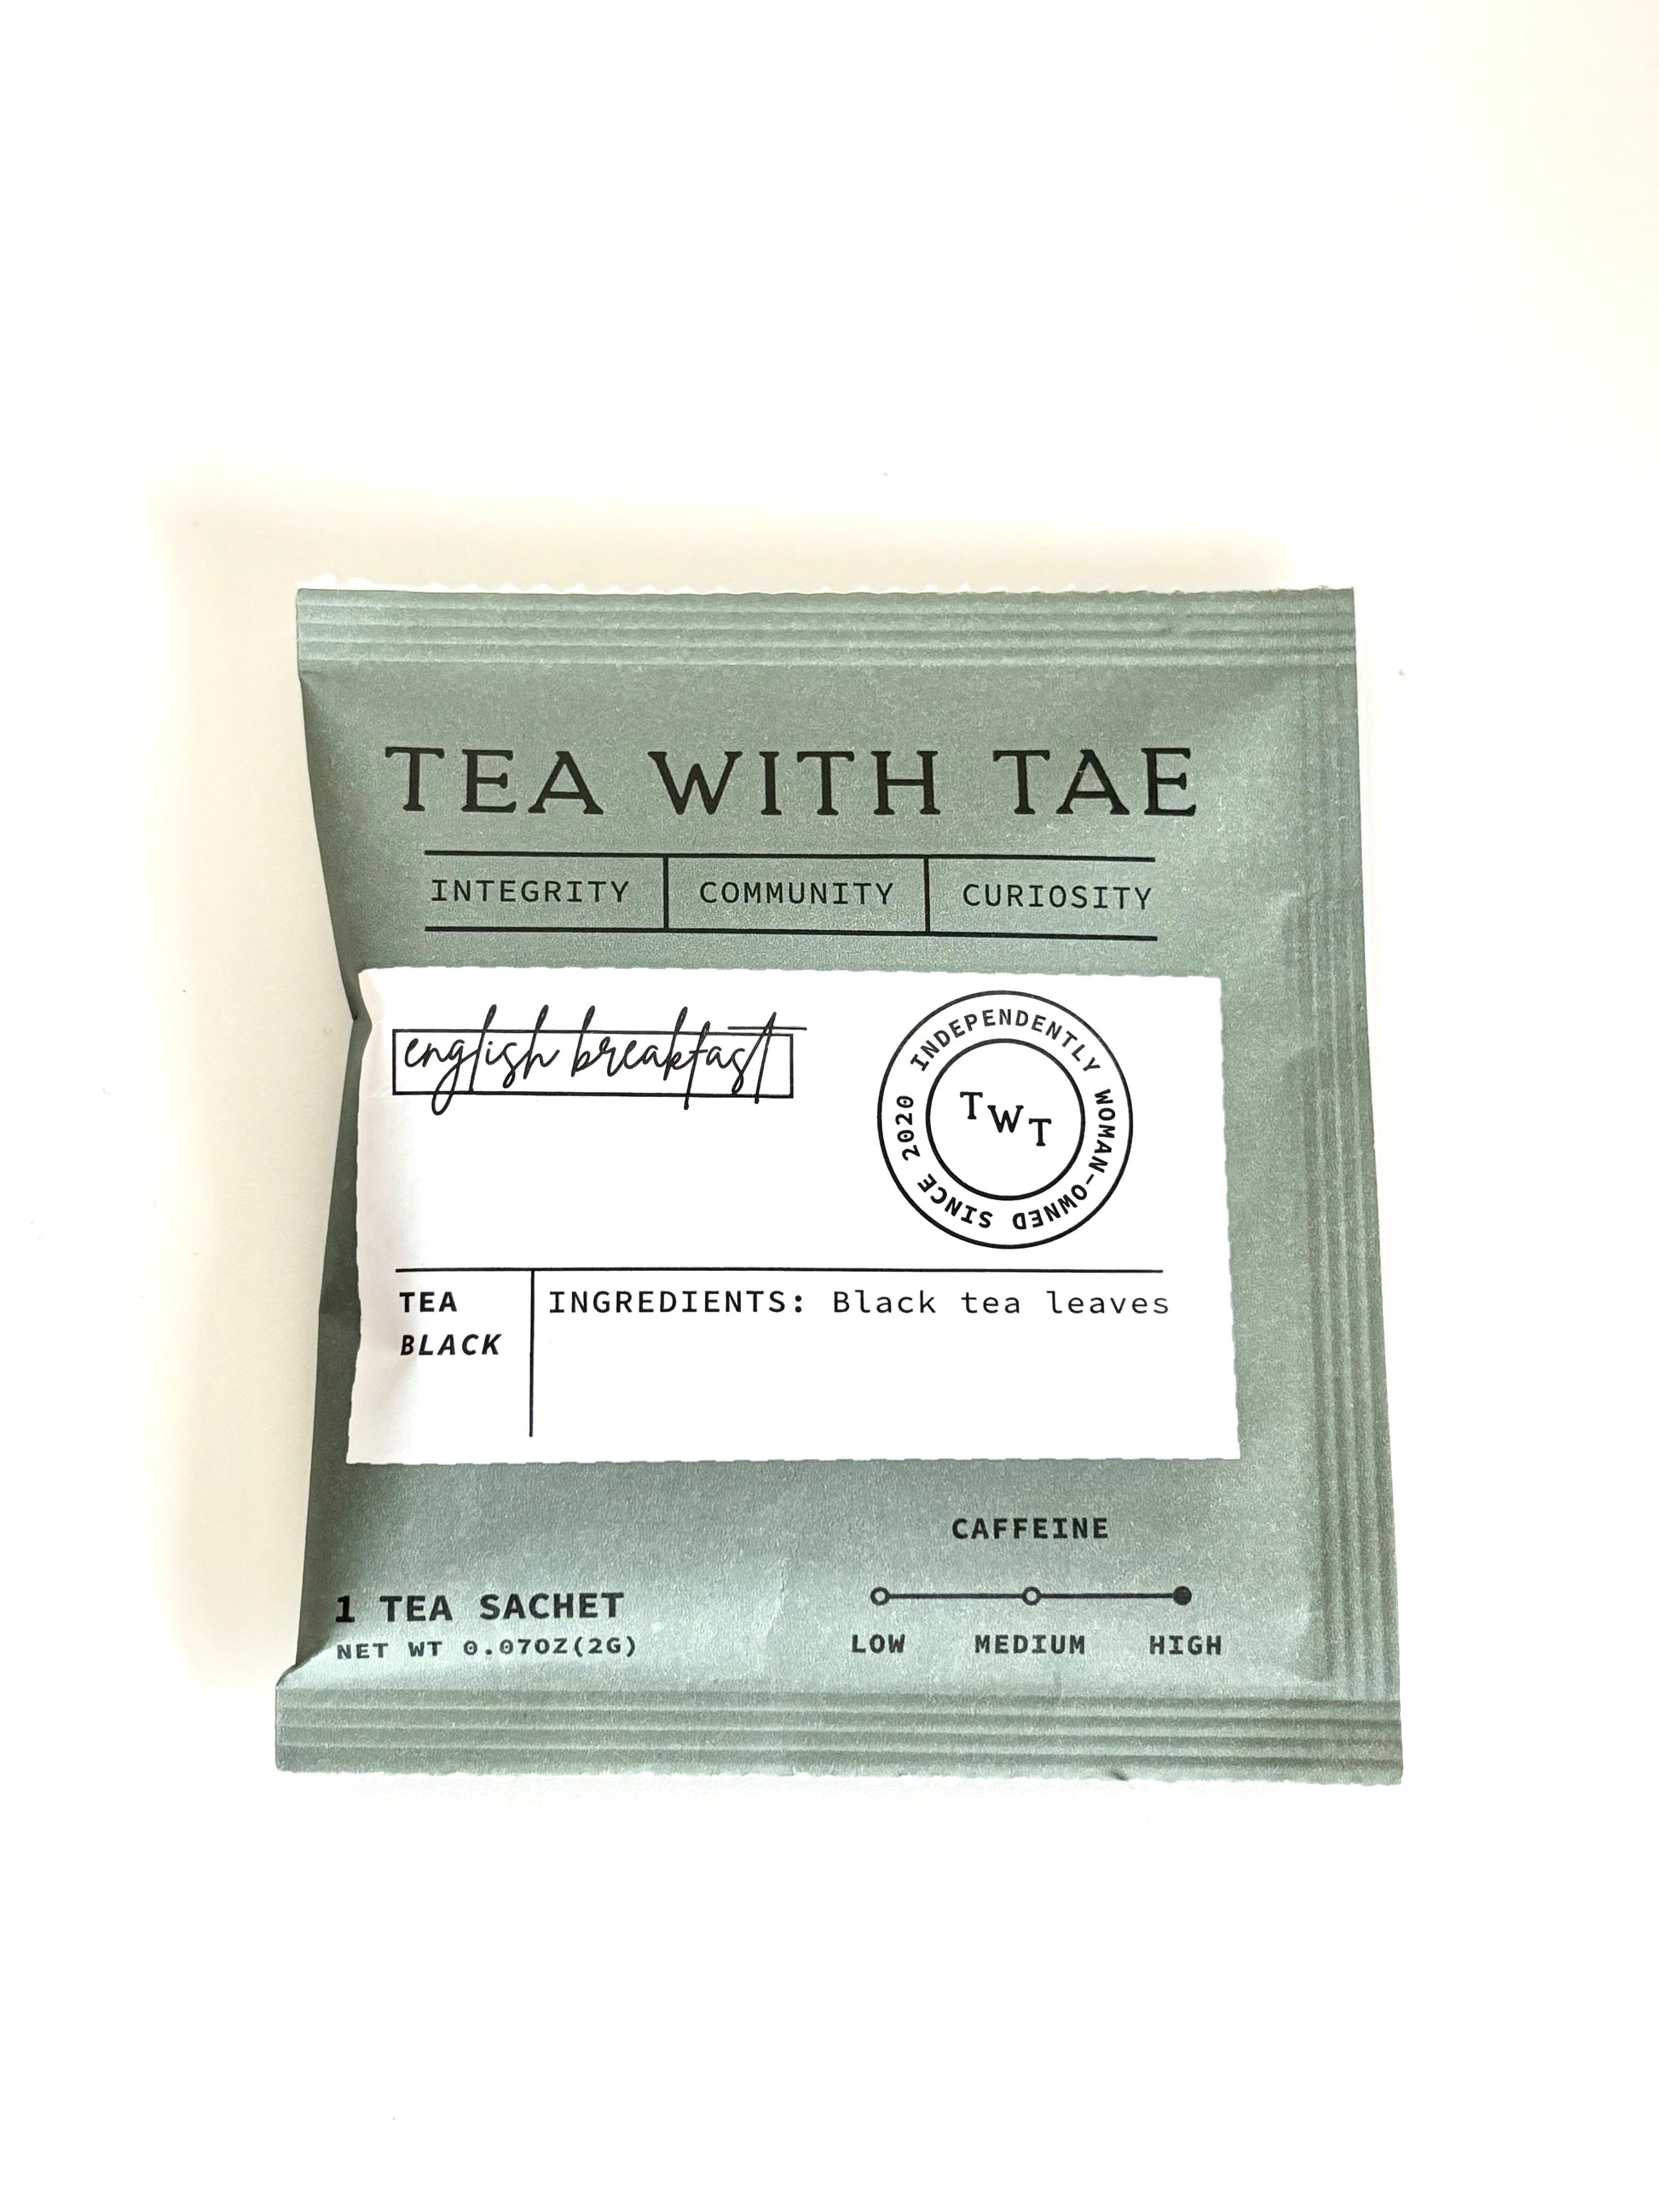 TEA WITH TAE
INTEGRITY COMMUNITY CURIOSITY
english breakfast
INDEPENDENTLY WOMAN-OWNED SINCE 2020
TWT
TEA
BLACK
INGREDIENTS: Black tea leaves
CAFFEINE
LOW MEDIUM HIGH
1 TEA SACHET
NET WT 0.07OZ(2G)